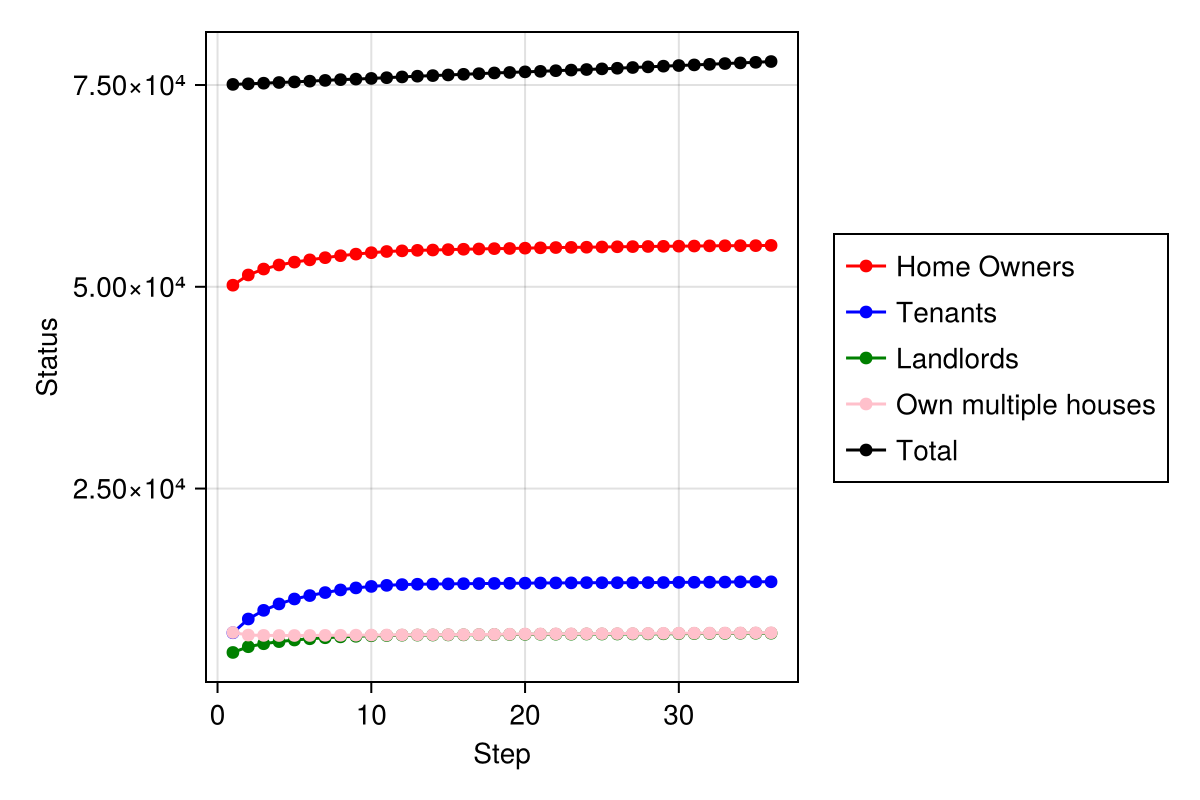 7.50×10⁴
5.00×10⁴
2.50×10⁴
Status
0 10 20 30
Step
Home Owners
Tenants
Landlords
Own multiple houses
Total